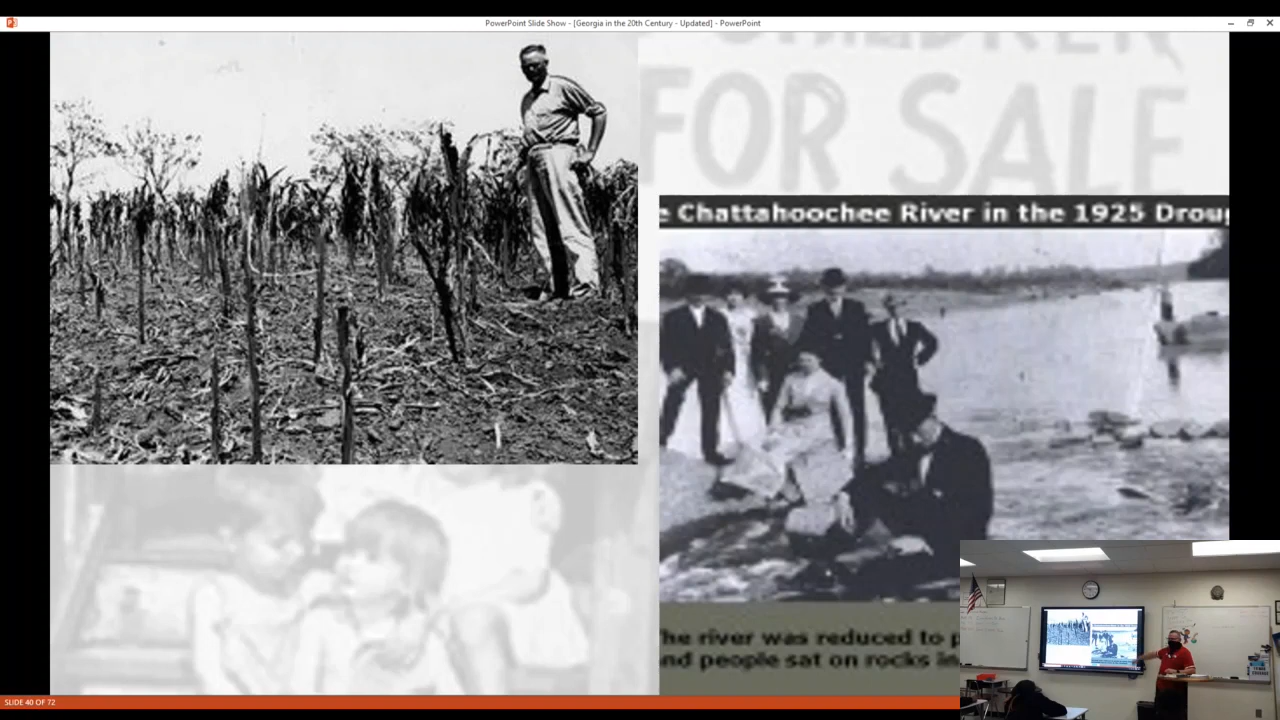 PowerPoint Slide Show - [Georgia in the 20th Century - Updated] - PowerPoint
CHILDREN
FOR SALE
e Chattahoochee River in the 1925 Droug
he river was reduced to p
nd people sat on rocks in
SLIDE 40 OF 72